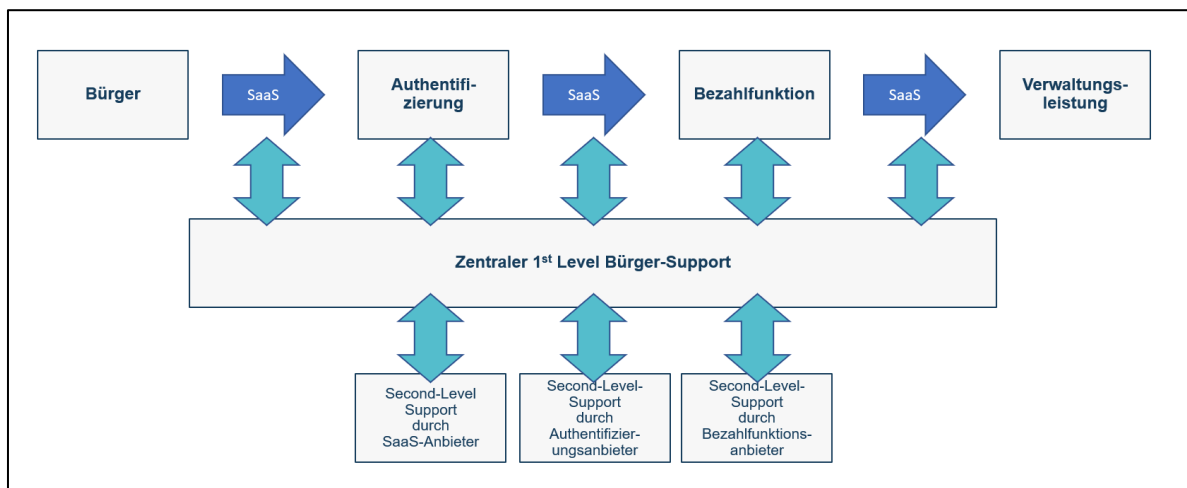 Bürger
SaaS
Authentifi-
zierung
SaaS
Bezahlfunktion
SaaS
Verwaltungs-
leistung
Zentraler 1st Level Bürger-Support
Second-Level
Support
durch
SaaS-Anbieter
Second-Level-
Support
durch
Authentifizier-
ungsanbieter
Second-Level-
Support
durch
Bezahlfunktions-
anbieter